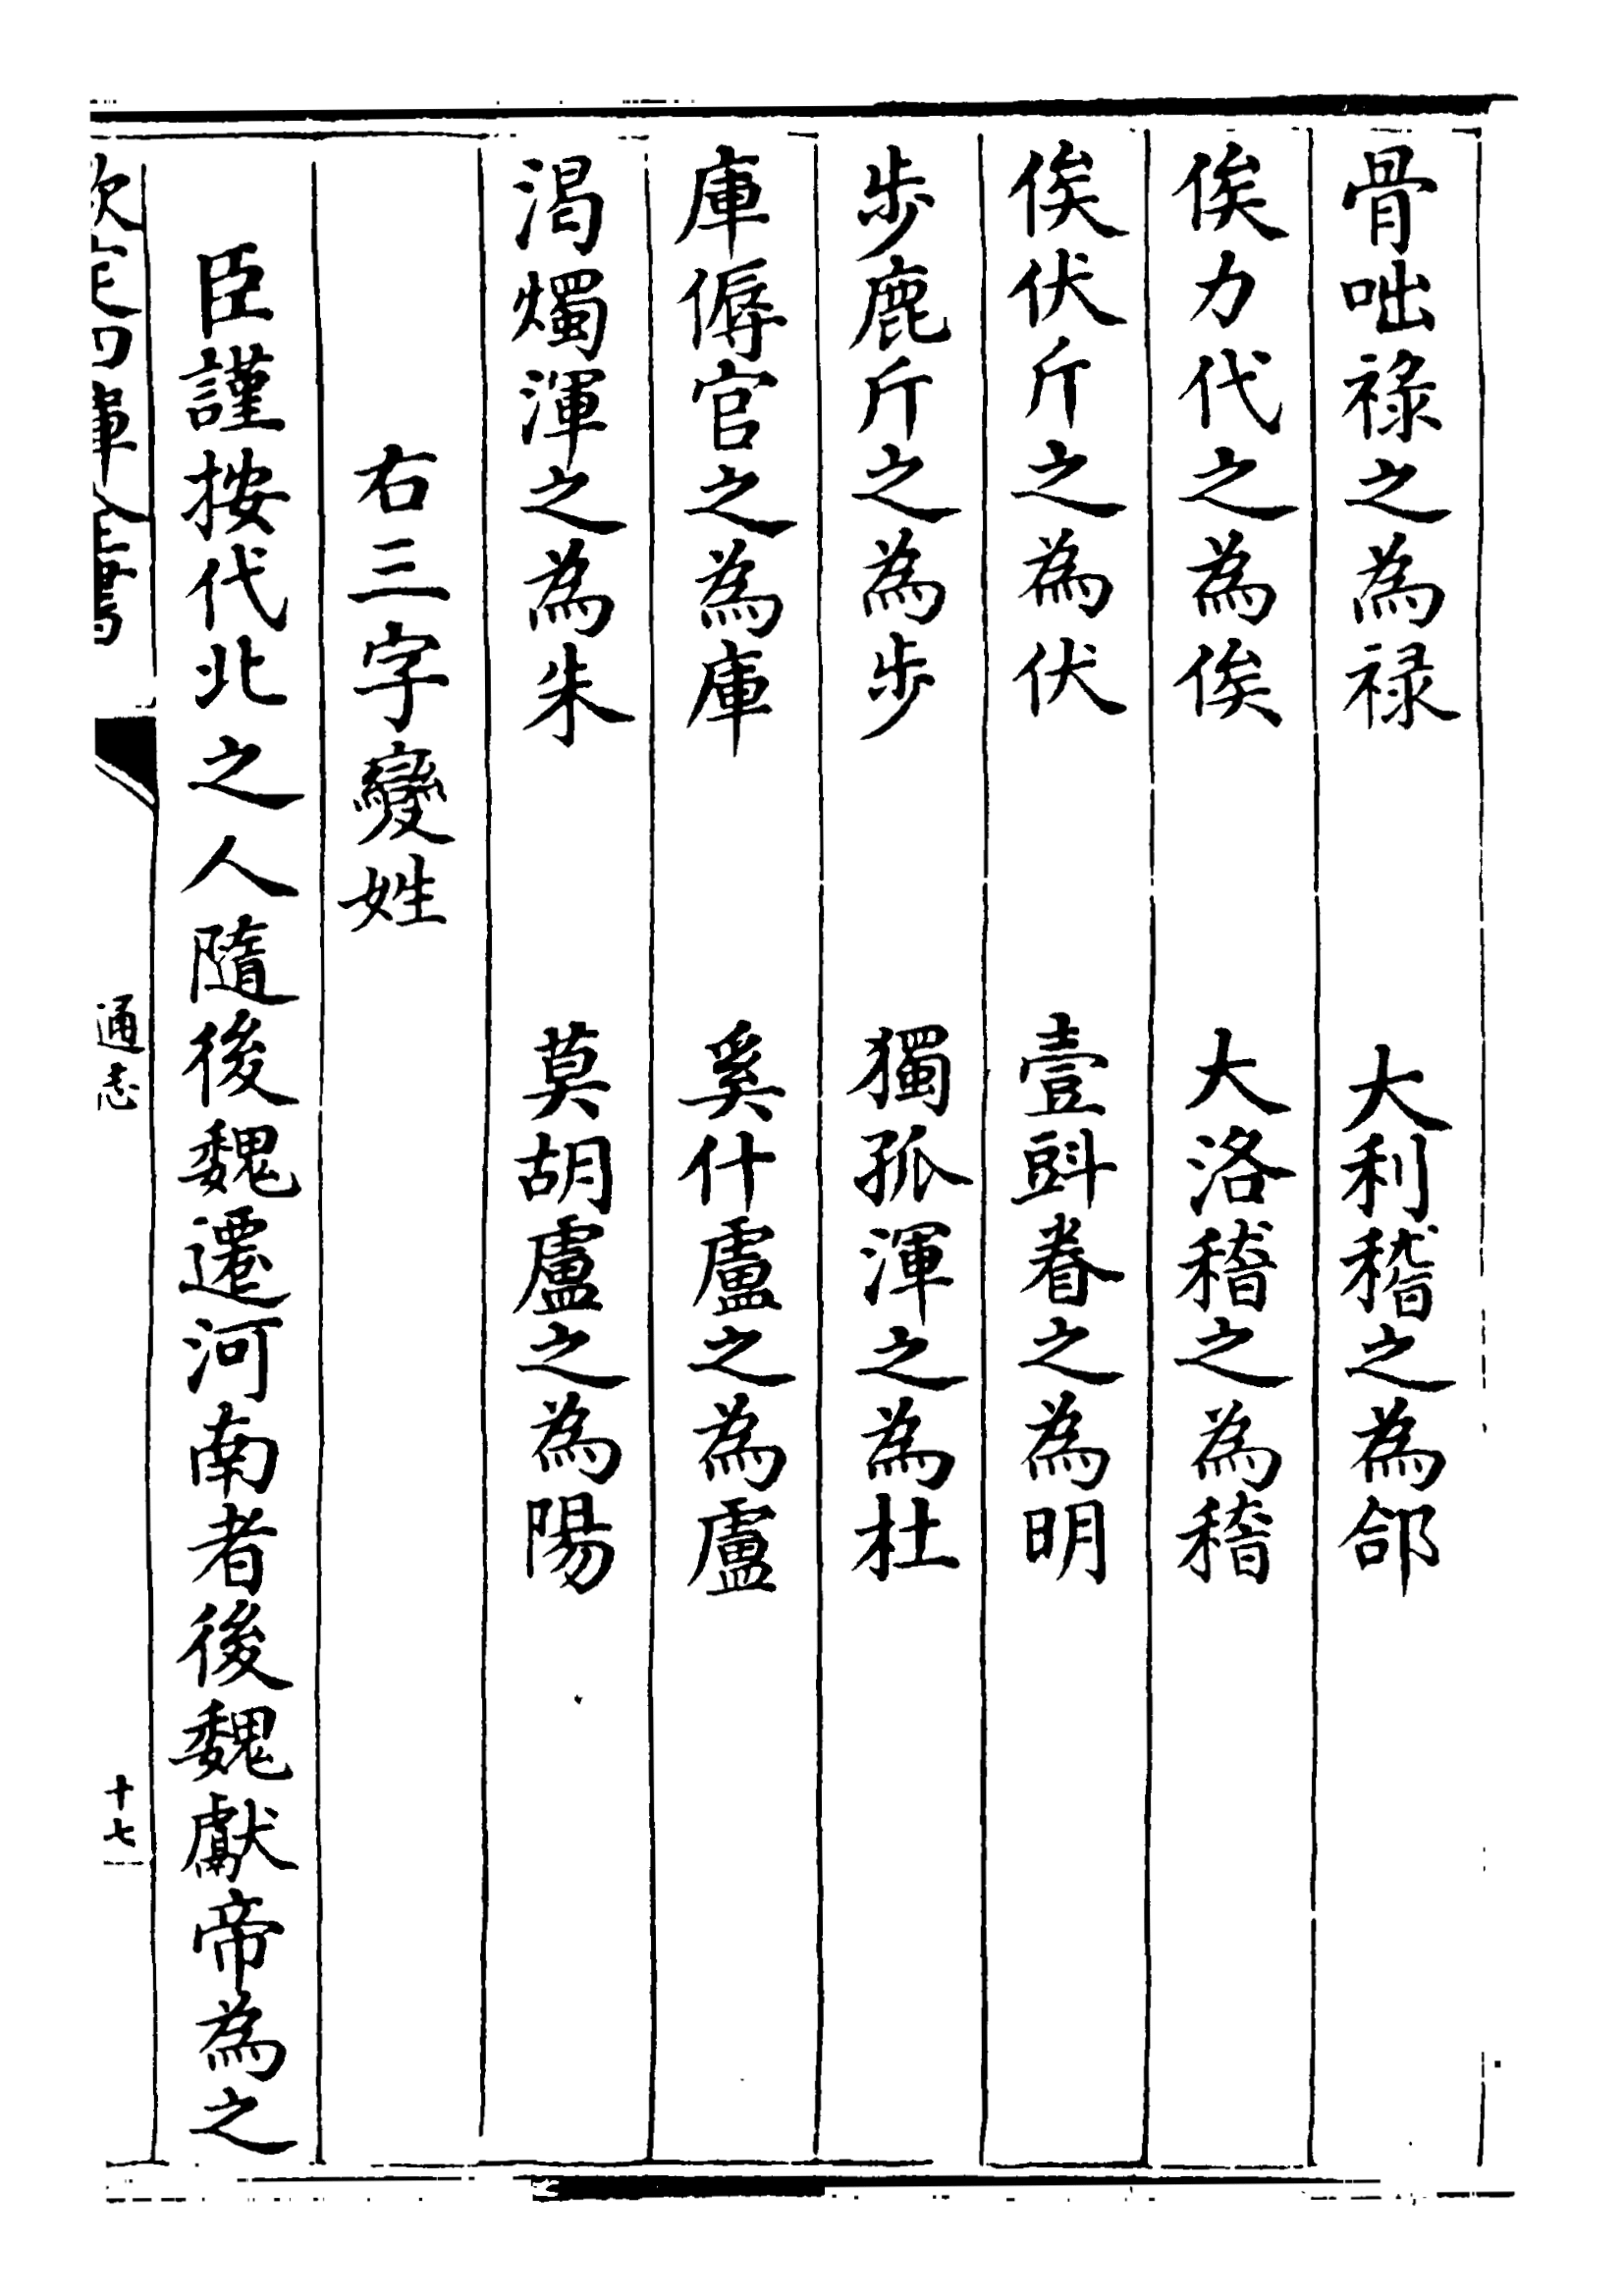 骨咄祿之為禄　大利稽之為郃
俟力代之為俟　大洛稽之為稽
俟伏斤之為伏　壹㪷眷之為明
步鹿斤之為步　獨孤渾之為杜
庫傉官之為庫　奚什盧之為盧
渴燭渾之為朱　莫胡盧之為陽
右三字變姓
臣謹按代北之人隨後魏遷河南者後魏獻帝為之
欽定四庫全書
通志
十七